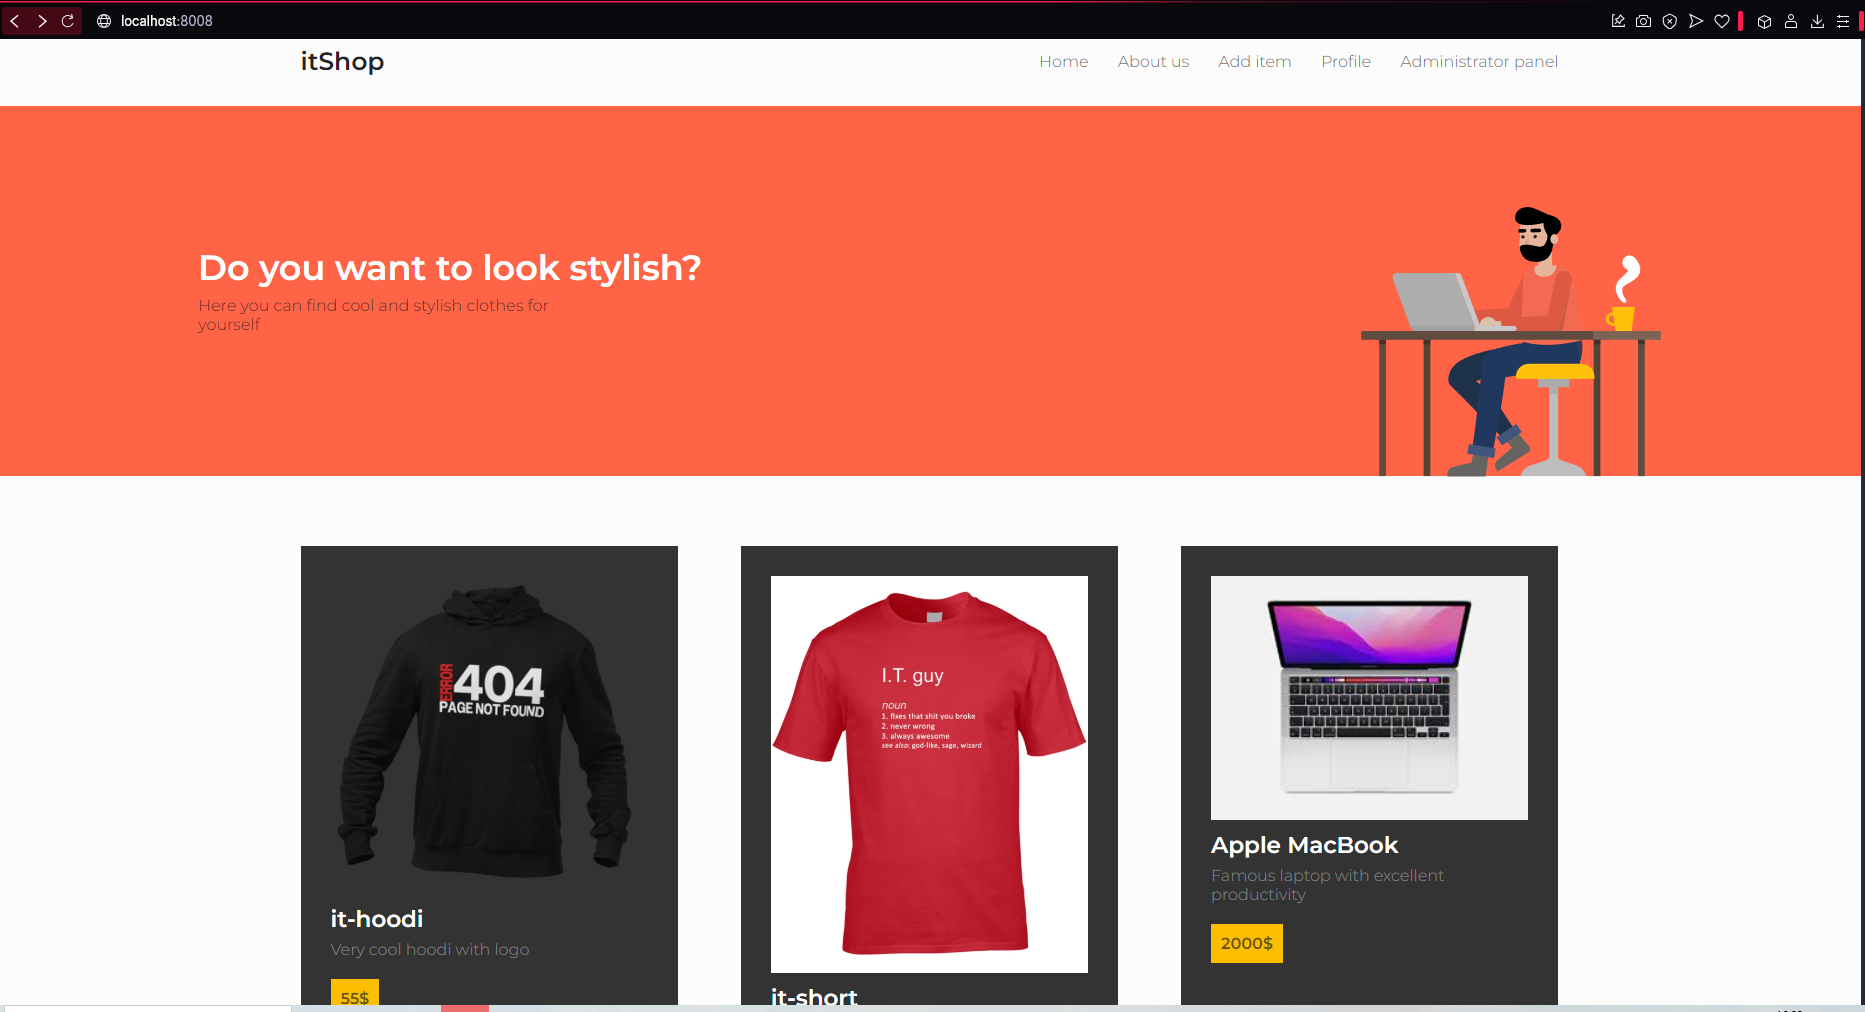 localhost:8008
itShop
Home About us Add item Profile Administrator panel
Do you want to look stylish?
Here you can find cool and stylish clothes for
yourself
ERROR
404
PAGE NOT FOUND
it-hoodi
Very cool hoodi with logo
55$
I.T. guy
noun
1. fixes that shit you broke
2. never wrong
3. always awesome
see also: god-like, sage, wizard
it-short
Apple MacBook
Famous laptop with excellent
productivity
2000$